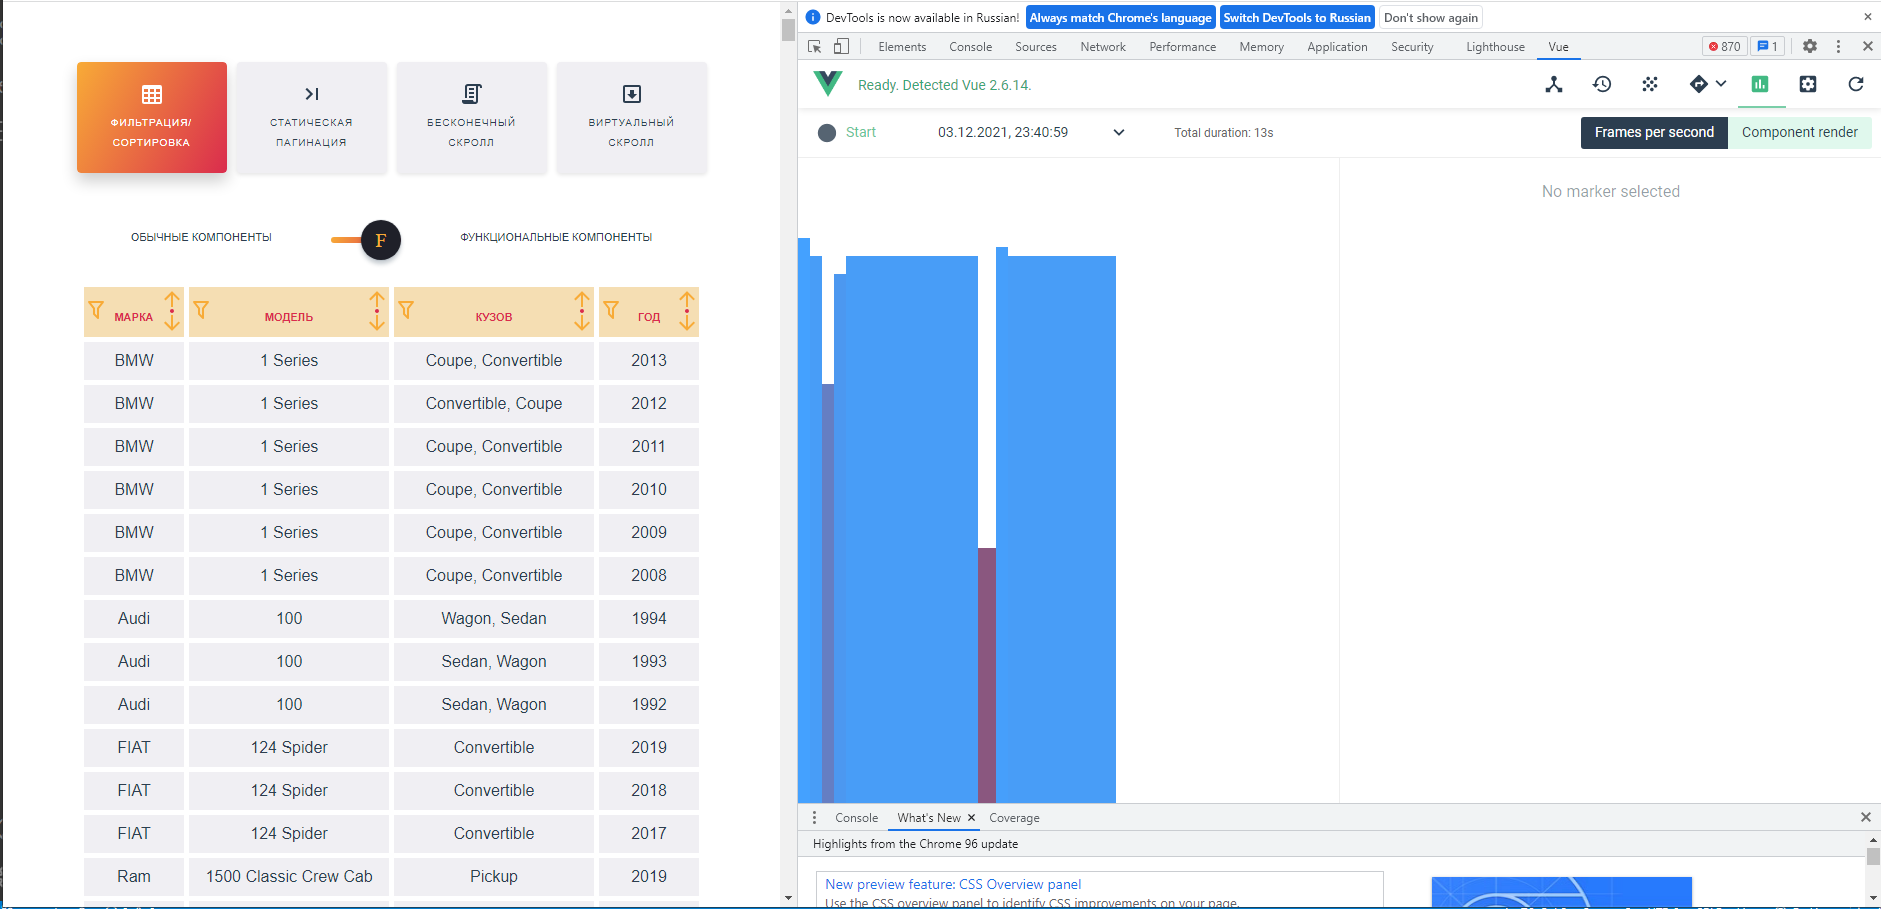 DevTools is now available in Russian! Always match Chrome's language Switch DevTools to Russian Don't show again
Elements Console Sources Network Performance Memory Application Security Lighthouse Vue 870 1
Ready. Detected Vue 2.6.14.
Start 03.12.2021, 23:40:59 Total duration: 13s Frames per second Component render
No marker selected
ФИЛЬТРАЦИЯ/
СОРТИРОВКА
СТАТИЧЕСКАЯ
ПАГИНАЦИЯ
БЕСКОНЕЧНЫЙ
СКРОЛЛ
ВИРТУАЛЬНЫЙ
СКРОЛЛ
ОБЫЧНЫЕ КОМПОНЕНТЫ F ФУНКЦИОНАЛЬНЫЕ КОМПОНЕНТЫ
МАРКА МОДЕЛЬ КУЗОВ ГОД
BMW 1 Series Coupe, Convertible 2013
BMW 1 Series Convertible, Coupe 2012
BMW 1 Series Coupe, Convertible 2011
BMW 1 Series Coupe, Convertible 2010
BMW 1 Series Coupe, Convertible 2009
BMW 1 Series Coupe, Convertible 2008
Audi 100 Wagon, Sedan 1994
Audi 100 Sedan, Wagon 1993
Audi 100 Sedan, Wagon 1992
FIAT 124 Spider Convertible 2019
FIAT 124 Spider Convertible 2018
FIAT 124 Spider Convertible 2017
Ram 1500 Classic Crew Cab Pickup 2019
Console What's New Coverage
Highlights from the Chrome 96 update
New preview feature: CSS Overview panel
Use the CSS overview panel to identify CSS improvements on your page.